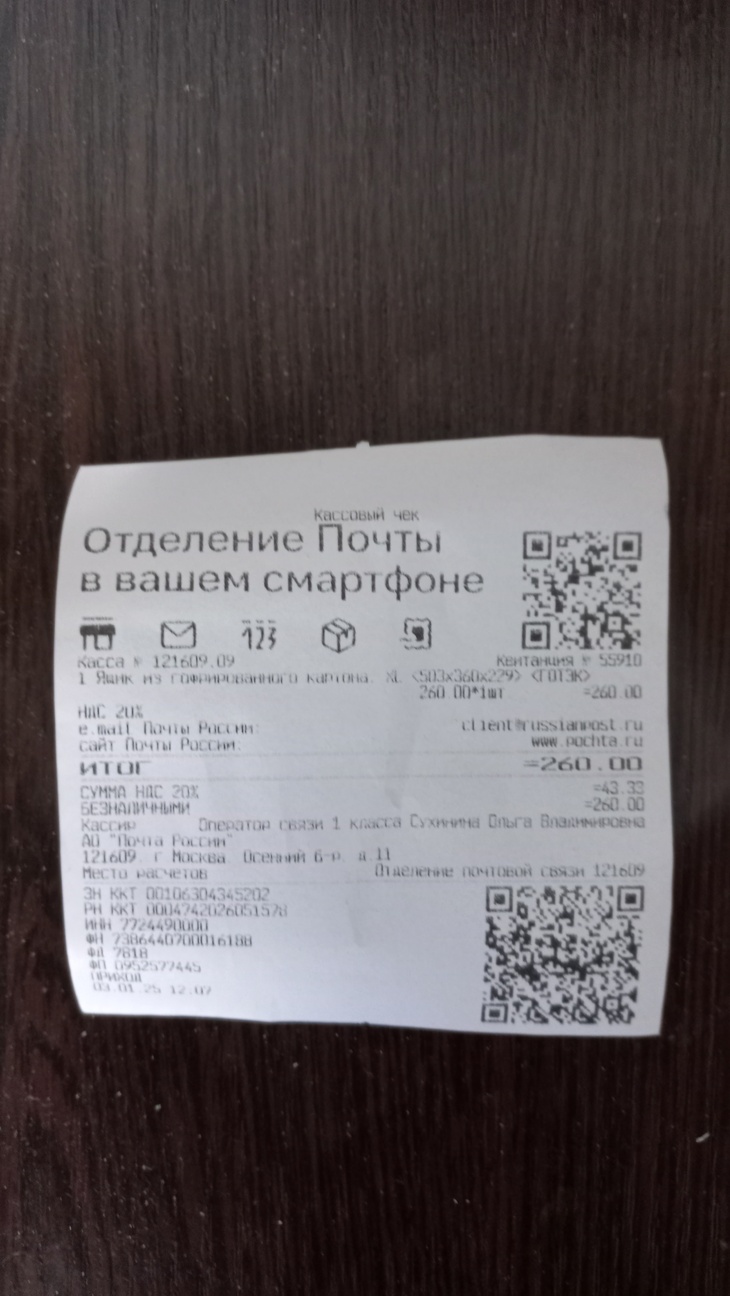 Кассовый чек
Отделение Почты
в вашем смартфоне
123
Касса № 121609.09 Квитанция № 55910
1 Ящик из гофрированного картона. XL <503x360x229> <ГОТЭК>
260 00*1шт =260.00
НДС 20%
e.mail Почты России: client@russianpost.ru
сайт Почты России: www.pochta.ru
ИТОГ =260.00
СУММА НДС 20% =43.33
БЕЗНАЛИЧНЫМИ =260.00
Кассир Оператор связи 1 класса Сухинина Ольга Владимировна
АО "Почта России"
121609. г Москва Осенний б-р. д.11
Место расчетов Отделение почтовой связи 121609
ЗН ККТ 00106304345202
РН ККТ 0004742026051578
ИНН 7724490000
ФН 7386440700016188
ФД 7818
ФП 0952577445
ПРИХОД
03.01.25 12:07